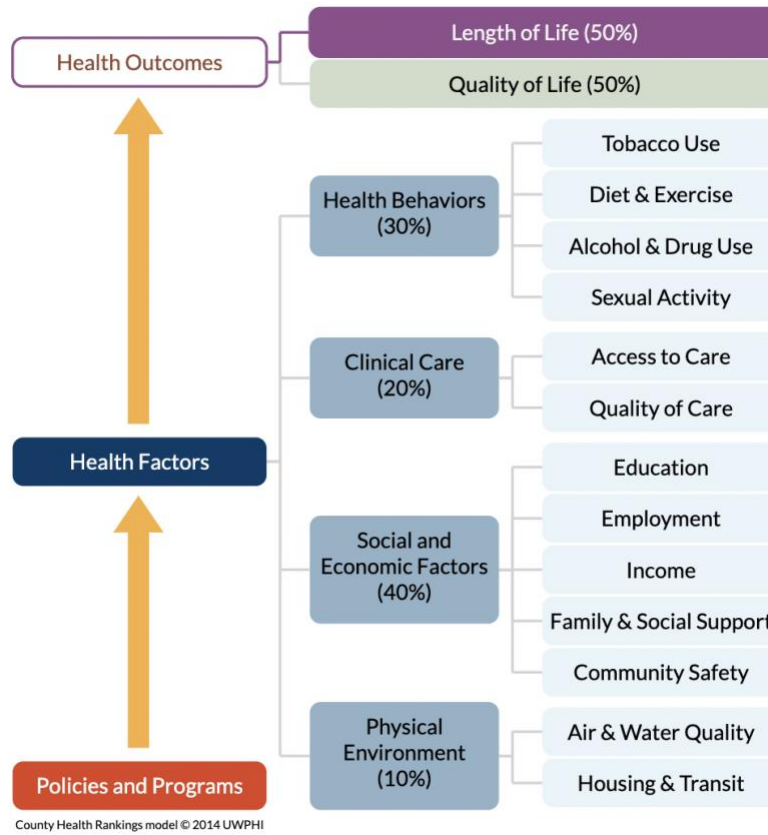 Health Outcomes
Length of Life (50%)
Quality of Life (50%)
Health Factors
Health Behaviors
(30%)
Tobacco Use
Diet & Exercise
Alcohol & Drug Use
Sexual Activity
Clinical Care
(20%)
Access to Care
Quality of Care
Social and
Economic Factors
(40%)
Education
Employment
Income
Family & Social Support
Community Safety
Physical
Environment
(10%)
Air & Water Quality
Housing & Transit
Policies and Programs
County Health Rankings model © 2014 UWPHI